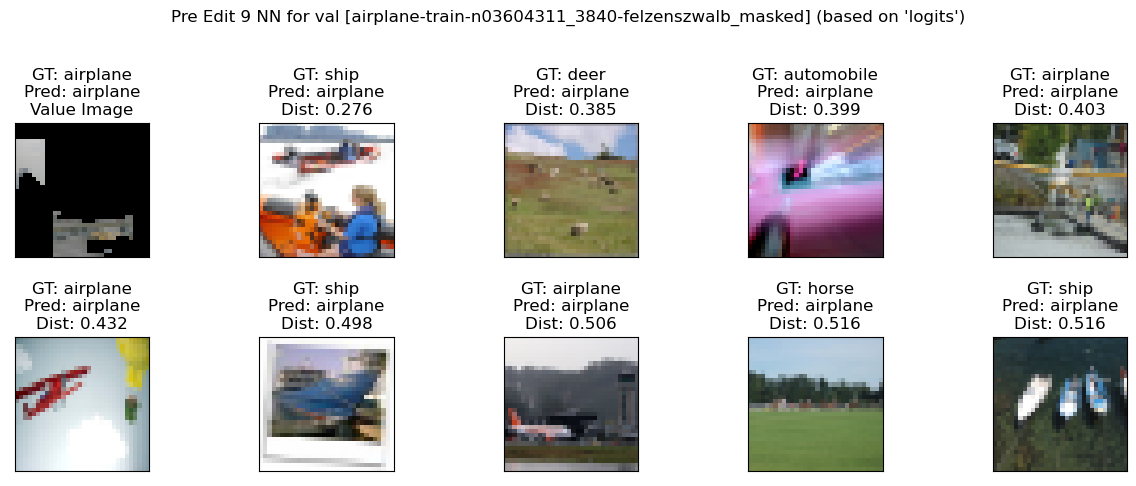 Pre Edit 9 NN for val [airplane-train-n03604311_3840-felzenszwalb_masked] (based on 'logits')
GT: airplane
Pred: airplane
Value Image
GT: ship
Pred: airplane
Dist: 0.276
GT: deer
Pred: airplane
Dist: 0.385
GT: automobile
Pred: airplane
Dist: 0.399
GT: airplane
Pred: airplane
Dist: 0.403
GT: airplane
Pred: airplane
Dist: 0.432
GT: ship
Pred: airplane
Dist: 0.498
GT: airplane
Pred: airplane
Dist: 0.506
GT: horse
Pred: airplane
Dist: 0.516
GT: ship
Pred: airplane
Dist: 0.516